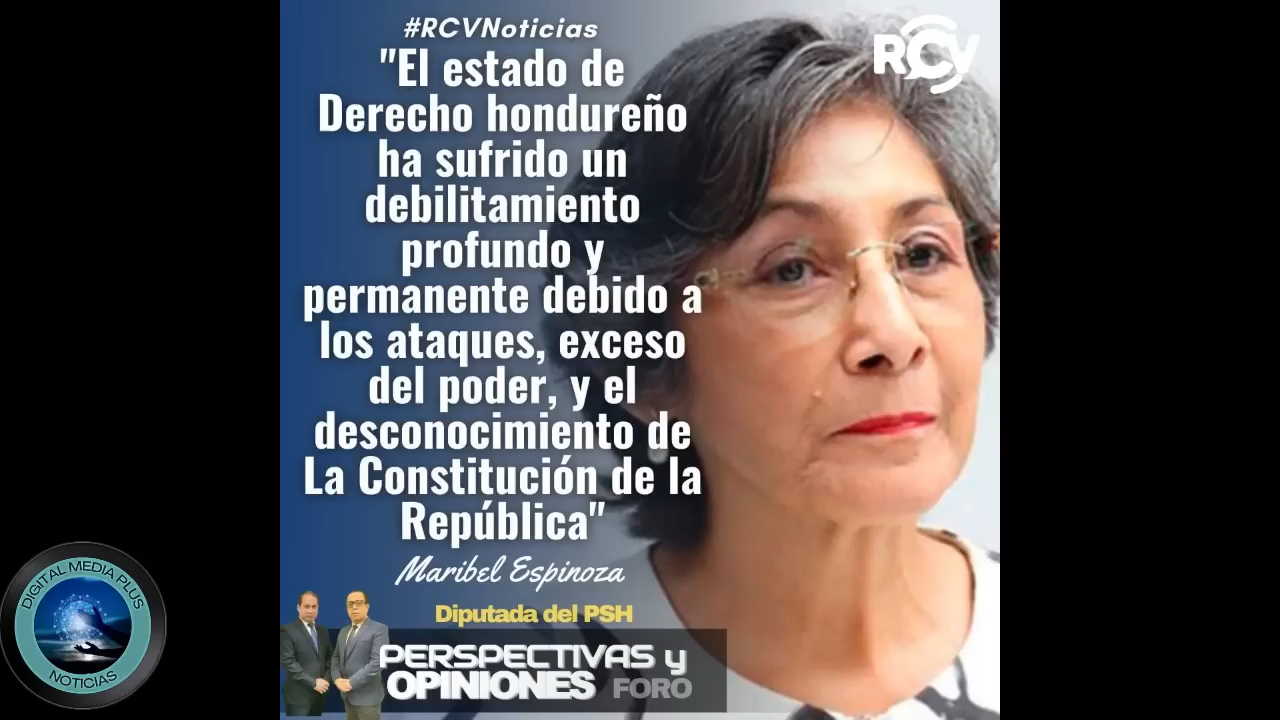 #RCVNoticias
RCV
"El estado de
Derecho hondureño
ha sufrido un
debilitamiento
profundo y
permanente debido a
los ataques, exceso
del poder, y el
desconocimiento de
La Constitución de la
República"
Maribel Espinoza
Diputada del PSH
PERSPECTIVAS y
OPINIONES FORO
DIGITAL MEDIA PLUS
NOTICIAS